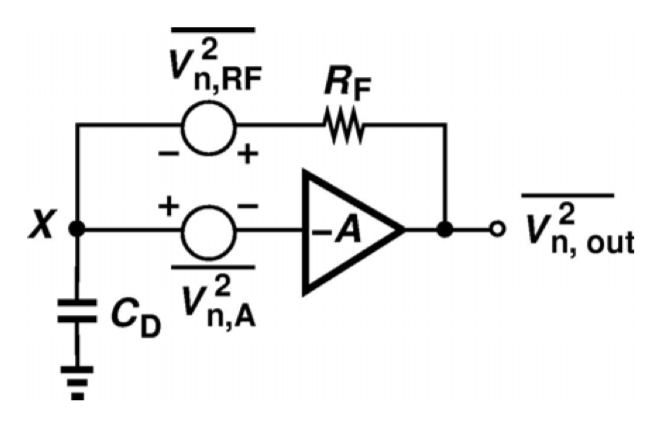 V²n,RF
RF
− +
+ −
X
−A
V²n, out
V²n,A
CD